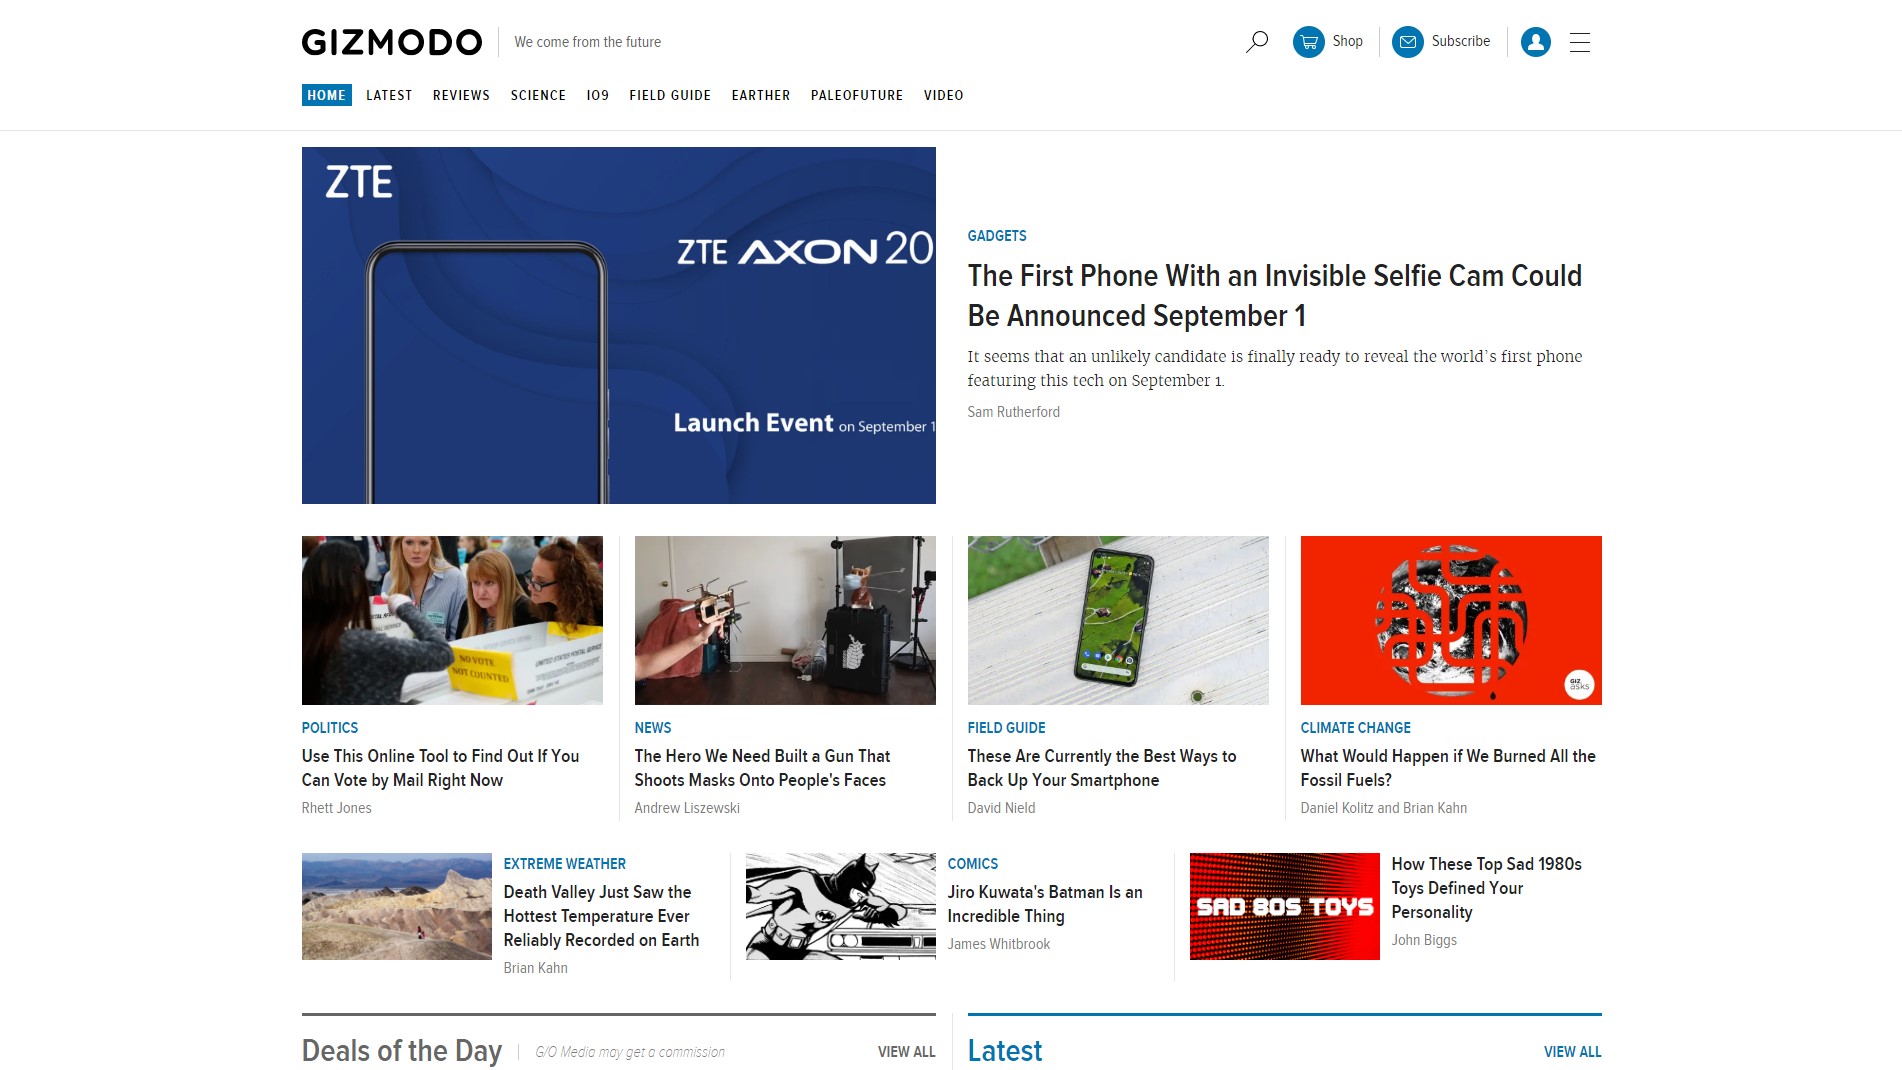 GIZMODO
We come from the future
Shop
Subscribe
HOME LATEST REVIEWS SCIENCE IO9 FIELD GUIDE EARTHER PALEOFUTURE VIDEO
ZTE
ZTE AXON 20
Launch Event on September 1
GADGETS
The First Phone With an Invisible Selfie Cam Could
Be Announced September 1
It seems that an unlikely candidate is finally ready to reveal the world's first phone
featuring this tech on September 1.
Sam Rutherford
NO VOTE
NOT COUNTED
UNITED STATES POSTAL SERVICE
GIZ
asks
POLITICS
Use This Online Tool to Find Out If You
Can Vote by Mail Right Now
Rhett Jones
NEWS
The Hero We Need Built a Gun That
Shoots Masks Onto People's Faces
Andrew Liszewski
FIELD GUIDE
These Are Currently the Best Ways to
Back Up Your Smartphone
David Nield
CLIMATE CHANGE
What Would Happen if We Burned All the
Fossil Fuels?
Daniel Kolitz and Brian Kahn
EXTREME WEATHER
Death Valley Just Saw the
Hottest Temperature Ever
Reliably Recorded on Earth
Brian Kahn
COMICS
Jiro Kuwata's Batman Is an
Incredible Thing
James Whitbrook
SAD 80S TOYS
How These Top Sad 1980s
Toys Defined Your
Personality
John Biggs
Deals of the Day
G/O Media may get a commission
VIEW ALL
Latest
VIEW ALL